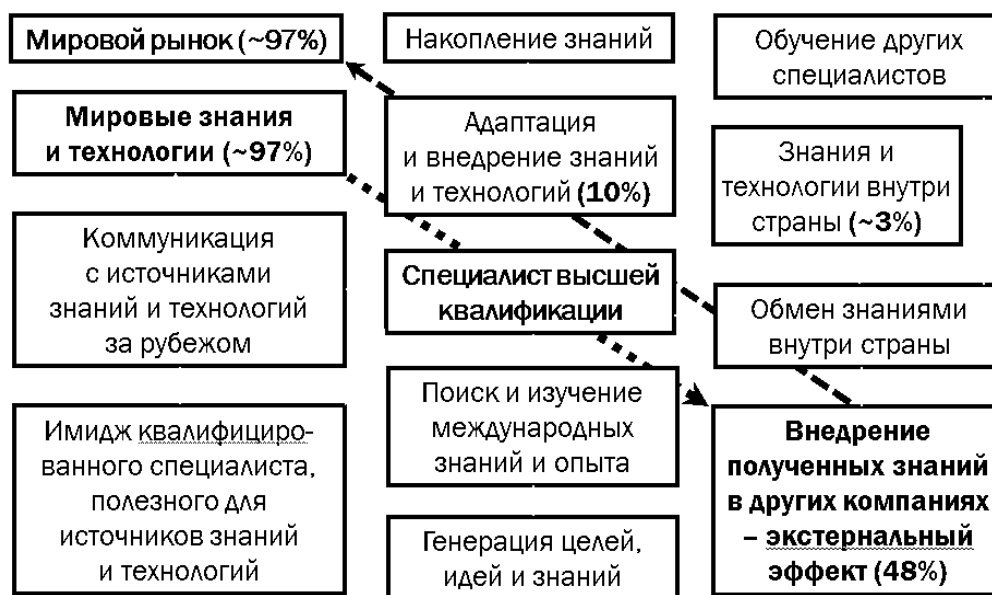 Мировой рынок (~97%)
Мировые знания
и технологии (~97%)
Коммуникация
с источниками
знаний и технологий
за рубежом
Имидж квалифициро-
ванного специалиста,
полезного для
источников знаний
и технологий
Накопление знаний
Адаптация
и внедрение знаний
и технологий (10%)
Специалист высшей
квалификации
Поиск и изучение
международных
знаний и опыта
Генерация целей,
идей и знаний
Обучение других
специалистов
Знания и
технологии внутри
страны (~3%)
Обмен знаниями
внутри страны
Внедрение
полученных знаний
в других компаниях
– экстернальный
эффект (48%)